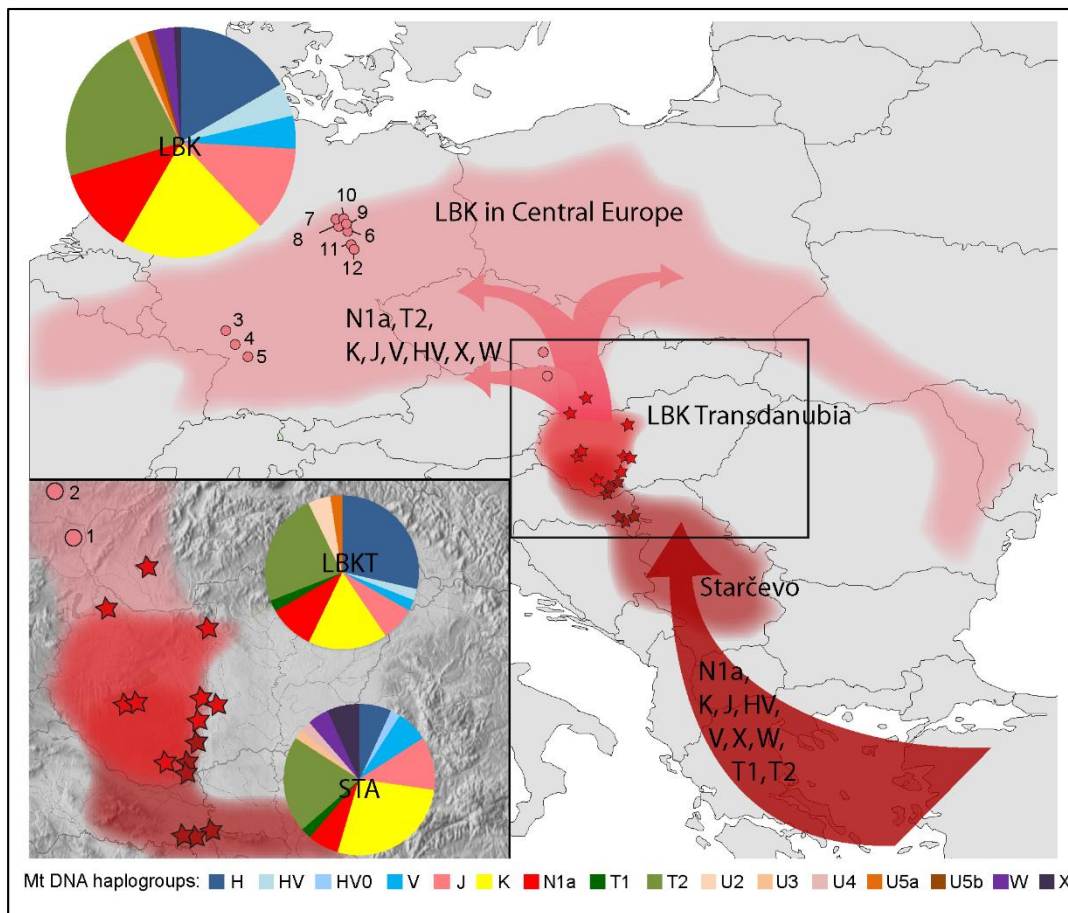 LBK
10
7
9
8
6
11
12
LBK in Central Europe
3
4
5
N1a, T2,
K, J, V, HV, X, W
LBK Transdanubia
2
1
LBKT
STA
Starčevo
N1a,
K, J, HV,
V, X, W,
T1, T2
Mt DNA haplogroups: H HV HV0 V J K N1a T1 T2 U2 U3 U4 U5a U5b W X